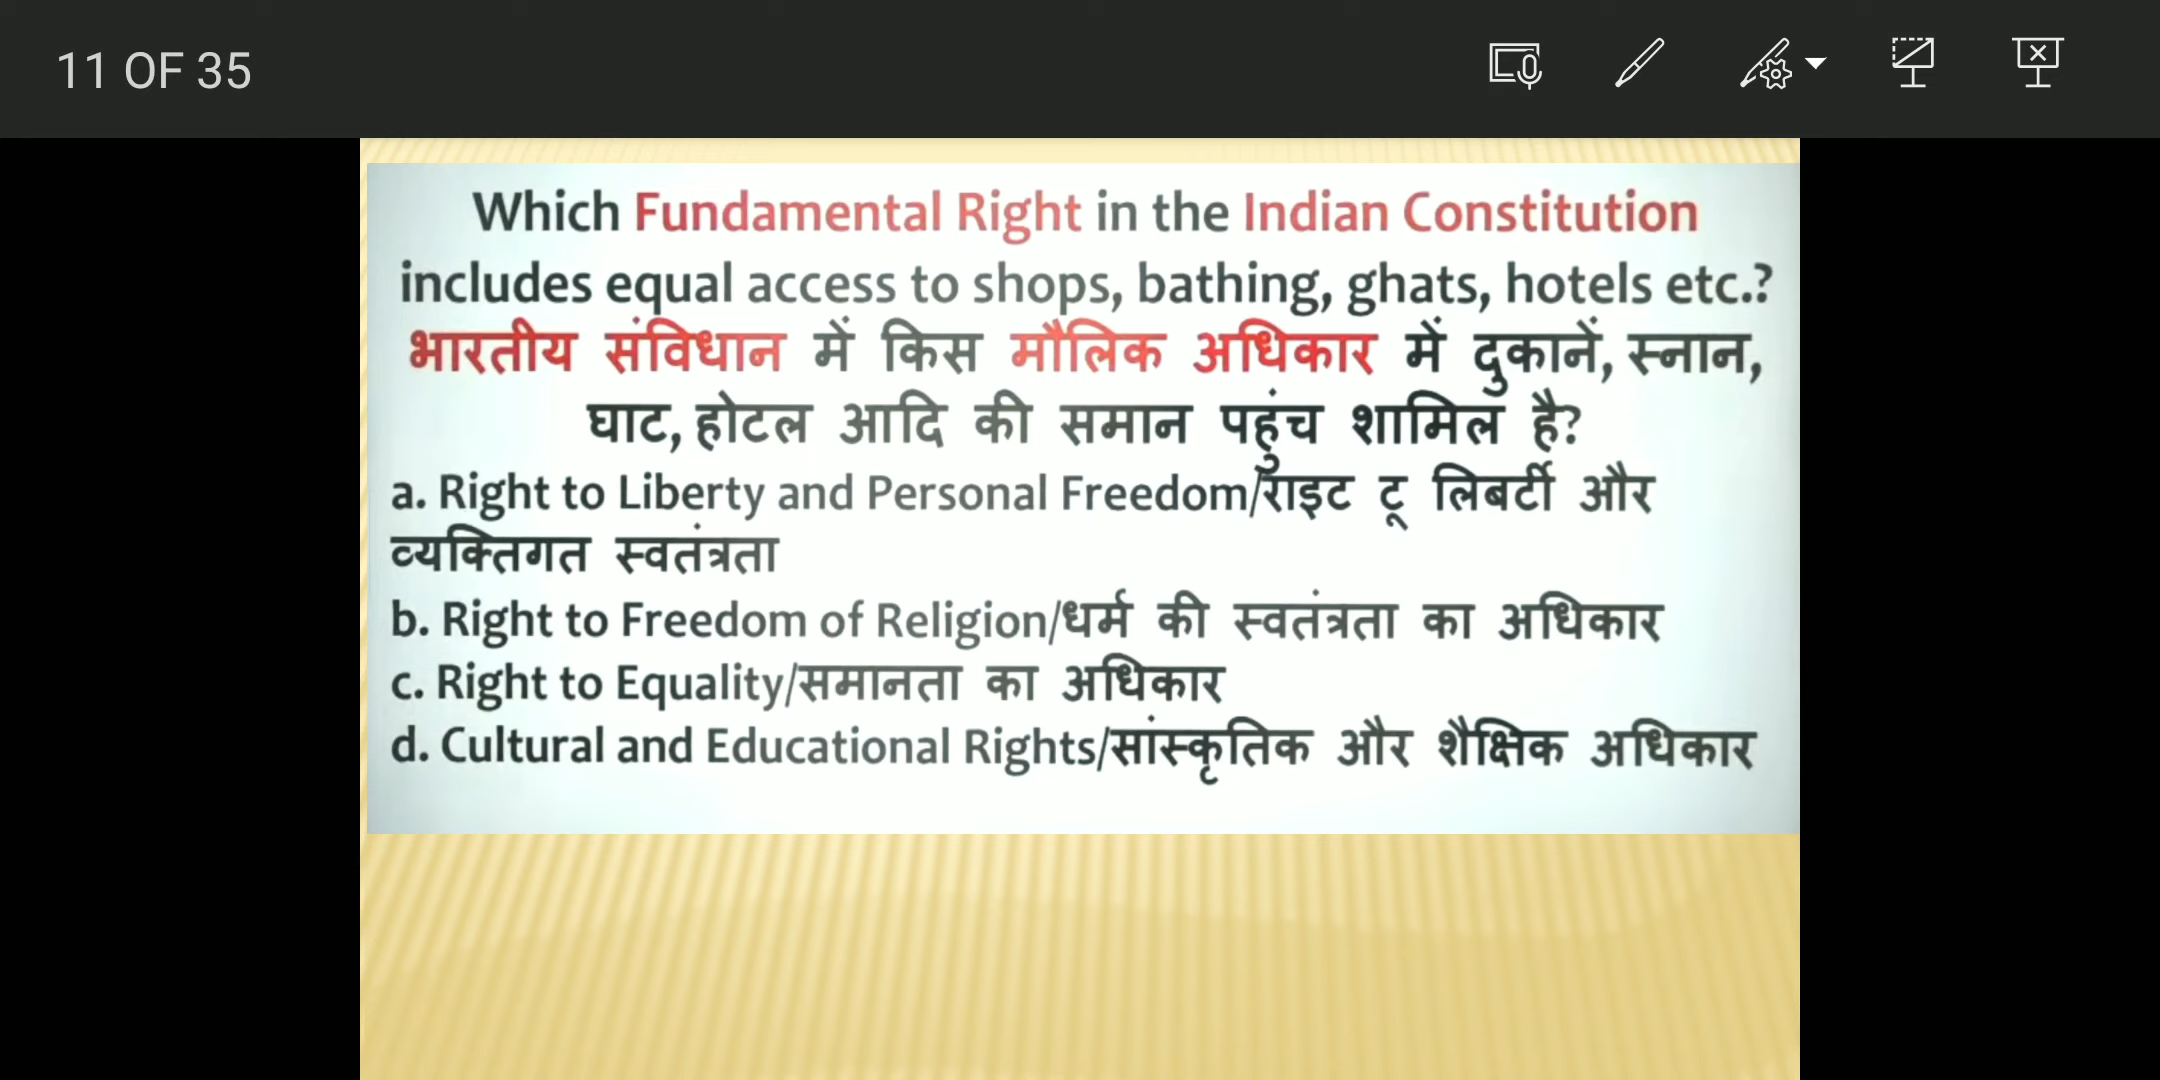 11 OF 35
Which Fundamental Right in the Indian Constitution
includes equal access to shops, bathing, ghats, hotels etc.?
भारतीय संविधान में किस मौलिक अधिकार में दुकानें, स्नान,
घाट, होटल आदि की समान पहुंच शामिल है?
a. Right to Liberty and Personal Freedom/राइट टू लिबर्टी और
व्यक्तिगत स्वतंत्रता
b. Right to Freedom of Religion/धर्म की स्वतंत्रता का अधिकार
c. Right to Equality/समानता का अधिकार
d. Cultural and Educational Rights/सांस्कृतिक और शैक्षिक अधिकार